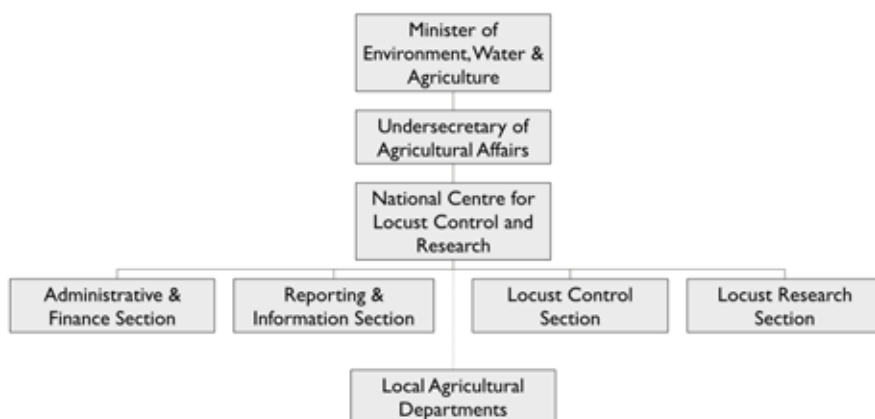 Minister of
Environment, Water &
Agriculture
Undersecretary of
Agricultural Affairs
National Centre for
Locust Control and
Research
Administrative &
Finance Section
Reporting &
Information Section
Locust Control
Section
Locust Research
Section
Local Agricultural
Departments